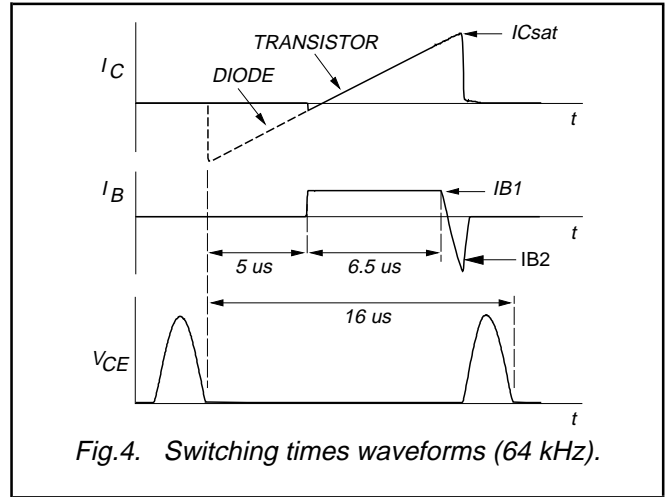 ICsat
TRANSISTOR
I C
DIODE
t
I B
IB1
t
5 us
6.5 us
IB2
16 us
VCE
t
Fig.4. Switching times waveforms (64 kHz).